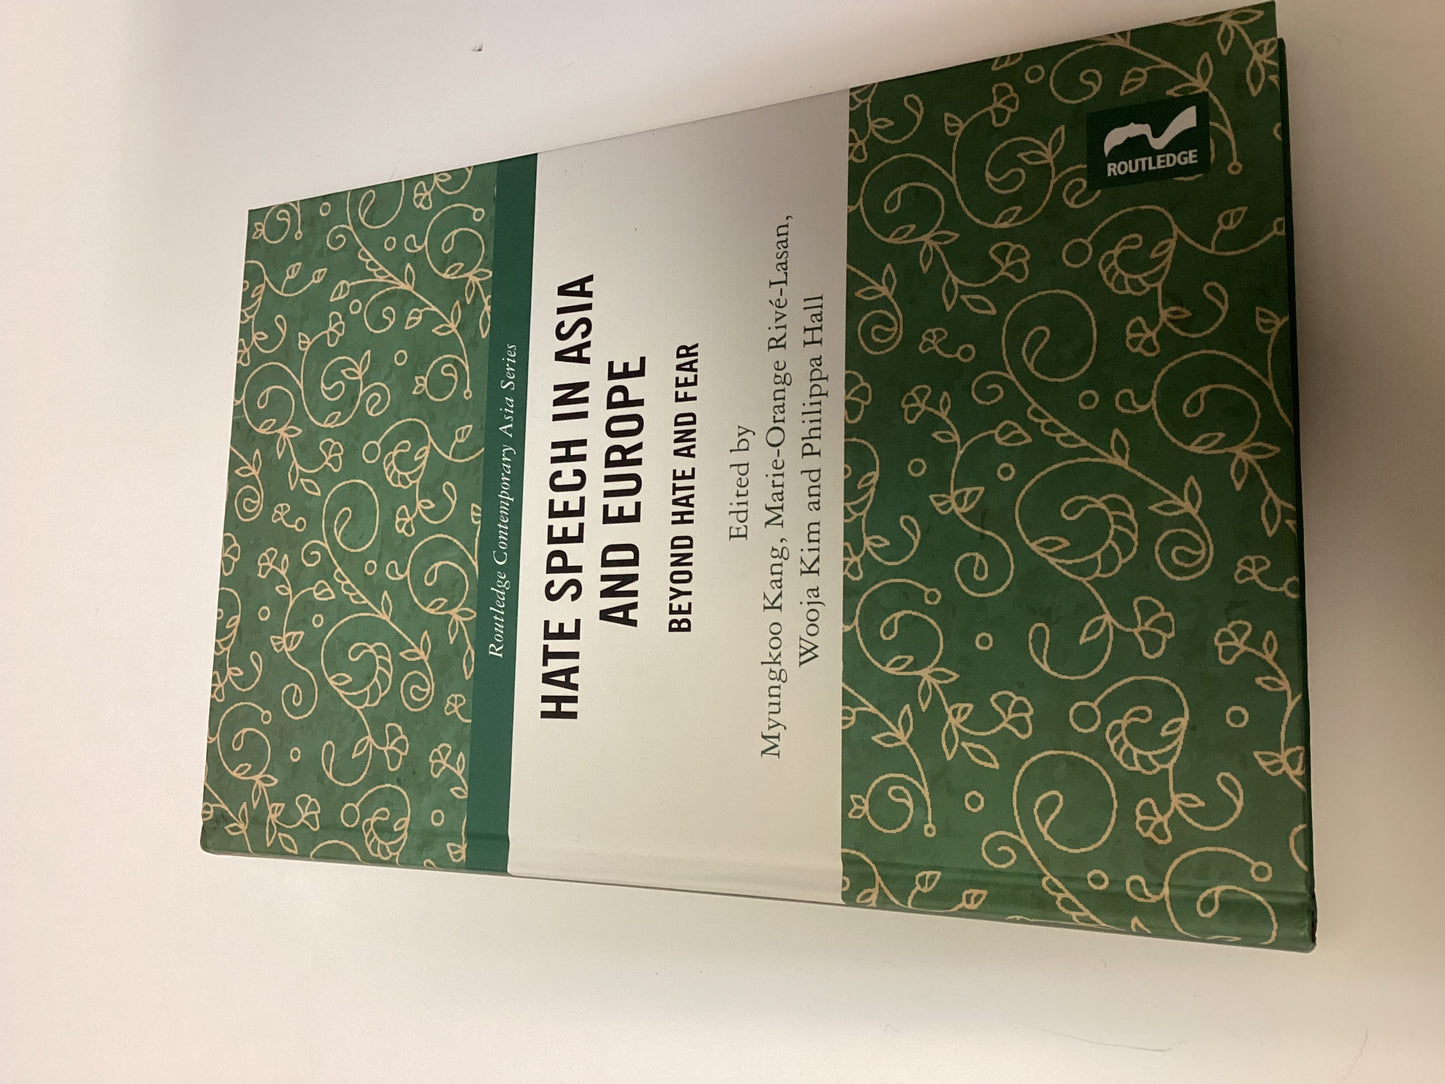 Routledge Contemporary Asia Series
HATE SPEECH IN ASIA
AND EUROPE
BEYOND HATE AND FEAR
Edited by
Myungkoo Kang, Marie-Orange Rivé-Lasan,
Wooja Kim and Philippa Hall
ROUTLEDGE